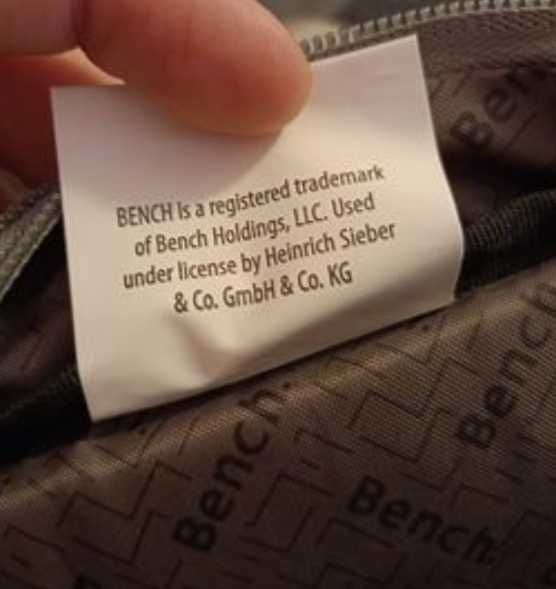 BENCH is a registered trademark
of Bench Holdings, LLC. Used
under license by Heinrich Sieber
& Co. GmbH & Co. KG
Ben
Bench
Bench.
Bench.